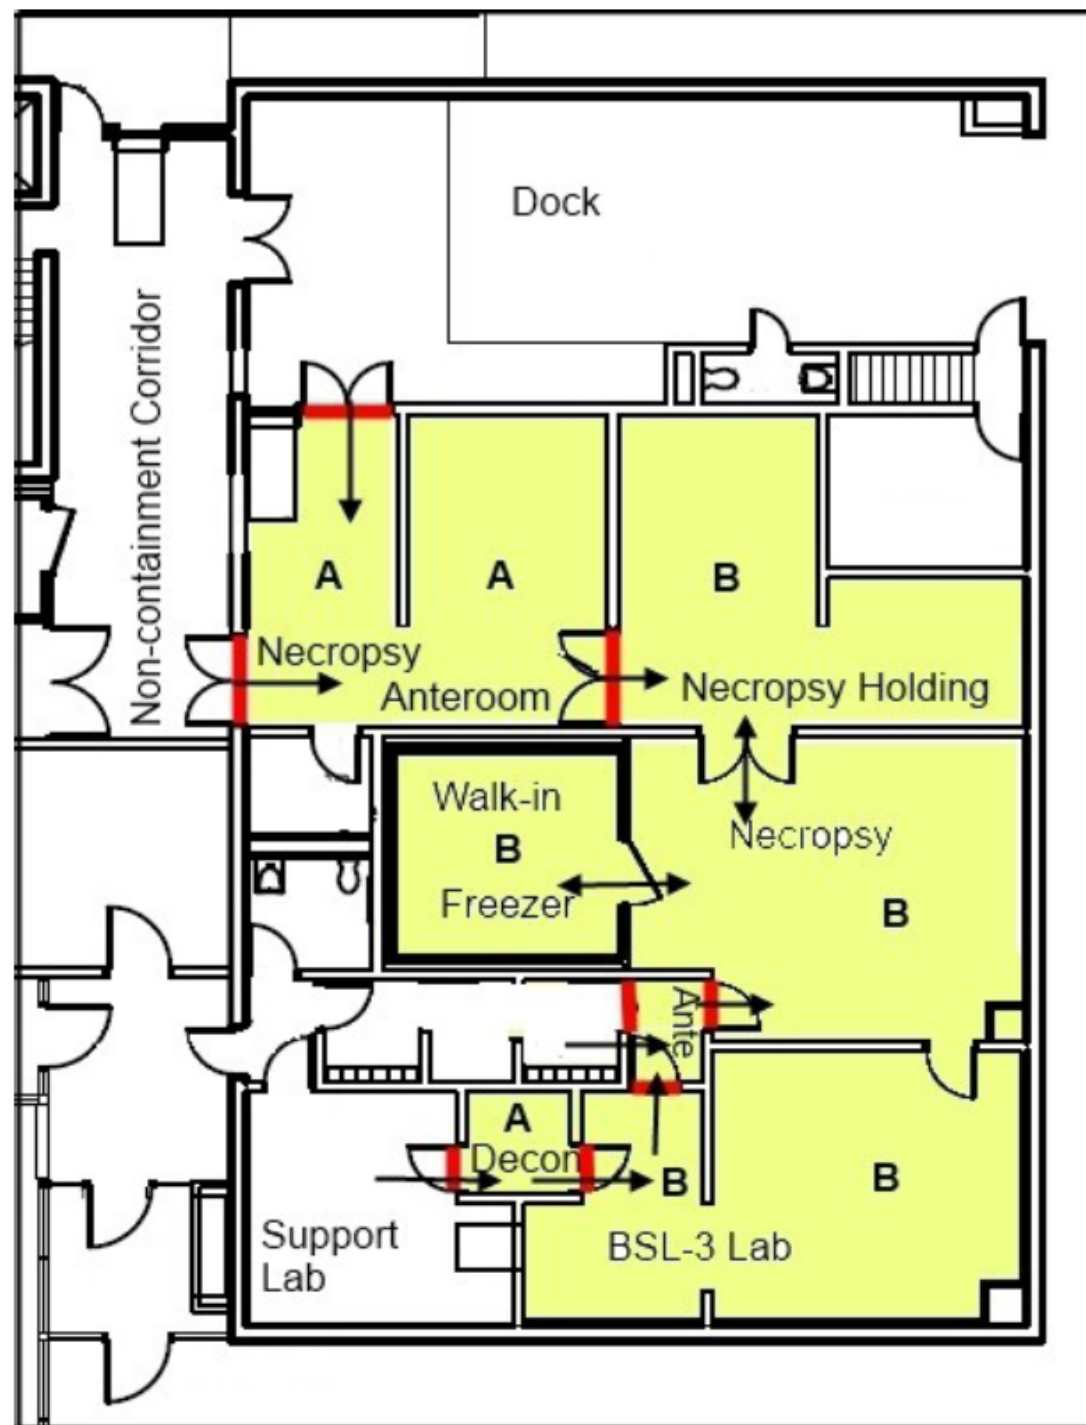 Dock
Non-containment Corridor
A
A
B
Necropsy
Anteroom
Necropsy Holding
Walk-in
B
Freezer
Necropsy
B
Ante
A
Decon
B
B
Support
Lab
BSL-3 Lab